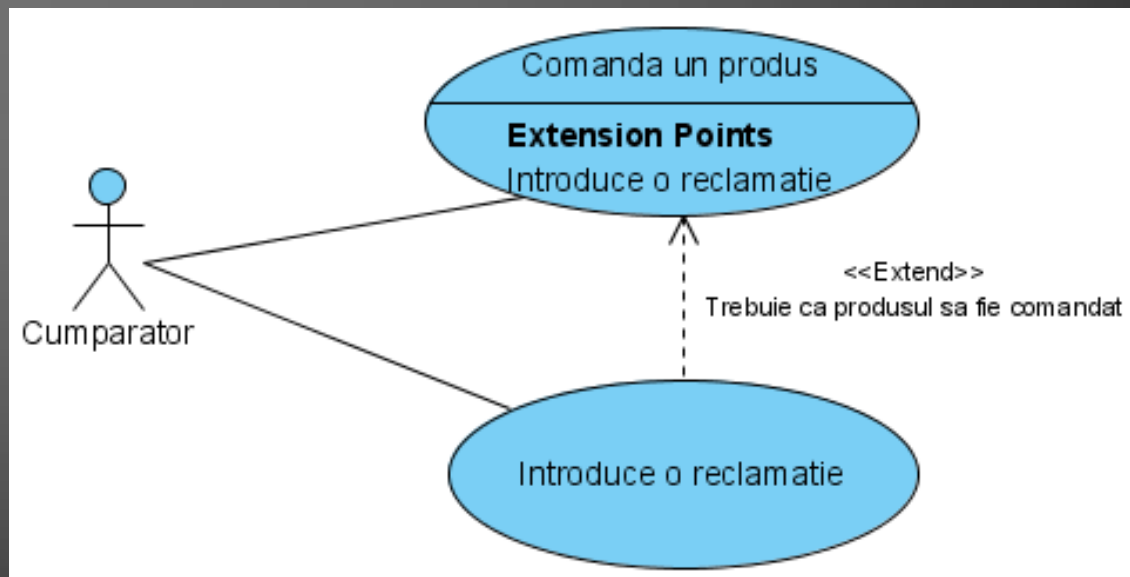 Comanda un produs
Extension Points
Introduce o reclamatie
Cumparator
<<Extend>>
Trebuie ca produsul sa fie comandat
Introduce o reclamatie